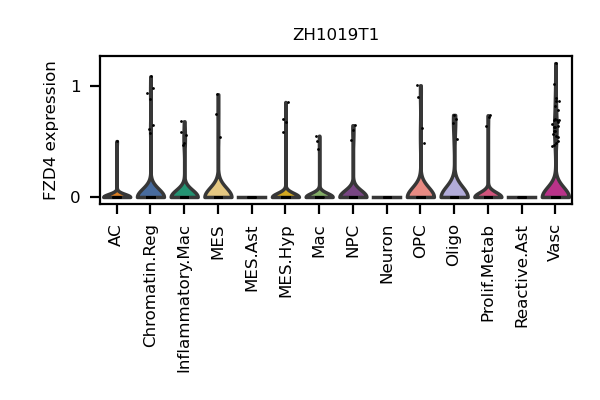 ZH1019T1
FZD4 expression
1
0
AC
Chromatin.Reg
Inflammatory.Mac
MES
MES.Ast
MES.Hyp
Mac
NPC
Neuron
OPC
Oligo
Prolif.Metab
Reactive.Ast
Vasc